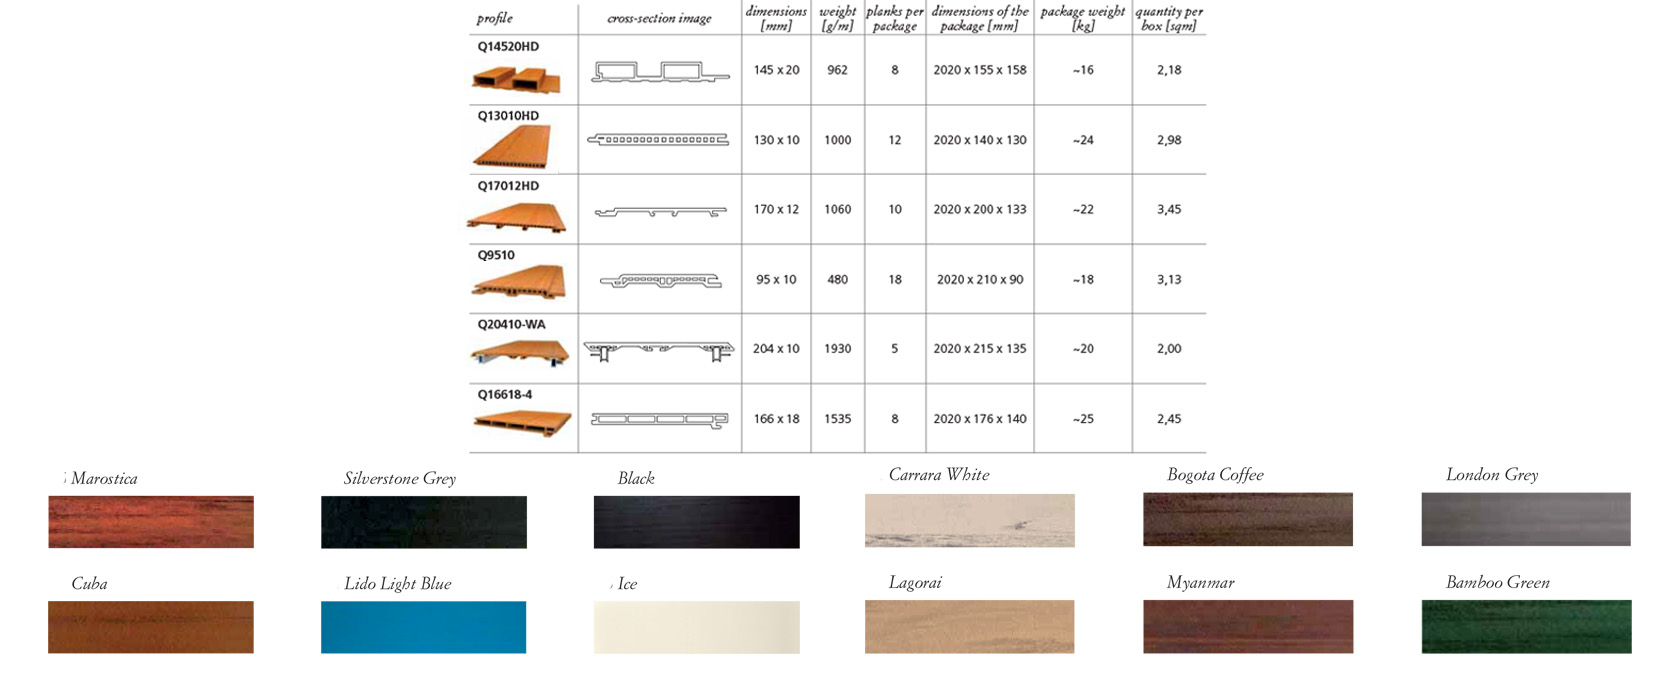 profile cross-section image dimensions [mm] weight [g/m] planks per package dimensions of the package [mm] package weight [kg] quantity per box [sqm]
Q14520HD
145 x 20 962 8 2020 x 155 x 158 ~16 2,18
Q13010HD
130 x 10 1000 12 2020 x 140 x 130 ~24 2,98
Q17012HD
170 x 12 1060 10 2020 x 200 x 133 ~22 3,45
Q9510
95 x 10 480 18 2020 x 210 x 90 ~18 3,13
Q20410-WA
204 x 10 1930 5 2020 x 215 x 135 ~20 2,00
Q16618-4
166 x 18 1535 8 2020 x 176 x 140 ~25 2,45
Marostica Silverstone Grey Black Carrara White Bogota Coffee London Grey
Cuba Lido Light Blue Ice Lagorai Myanmar Bamboo Green